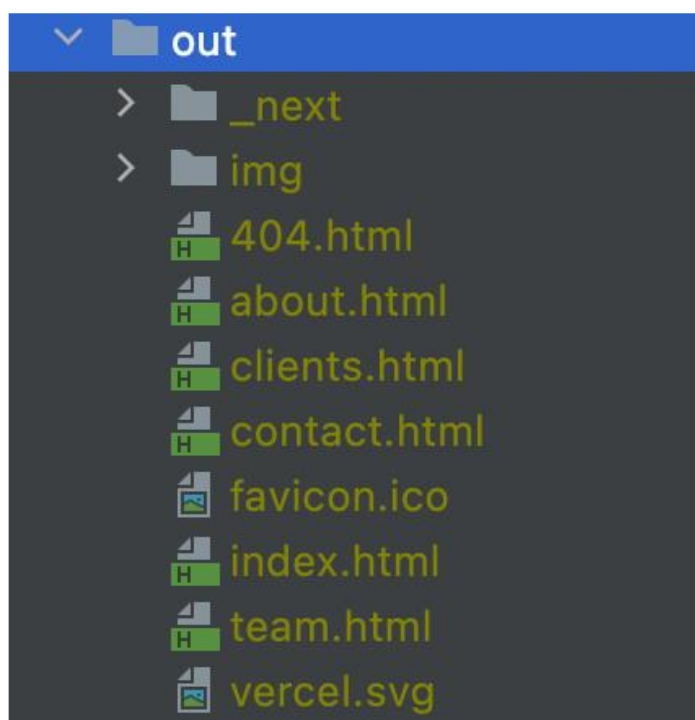 out
_next
img
404.html
about.html
clients.html
contact.html
favicon.ico
index.html
team.html
vercel.svg